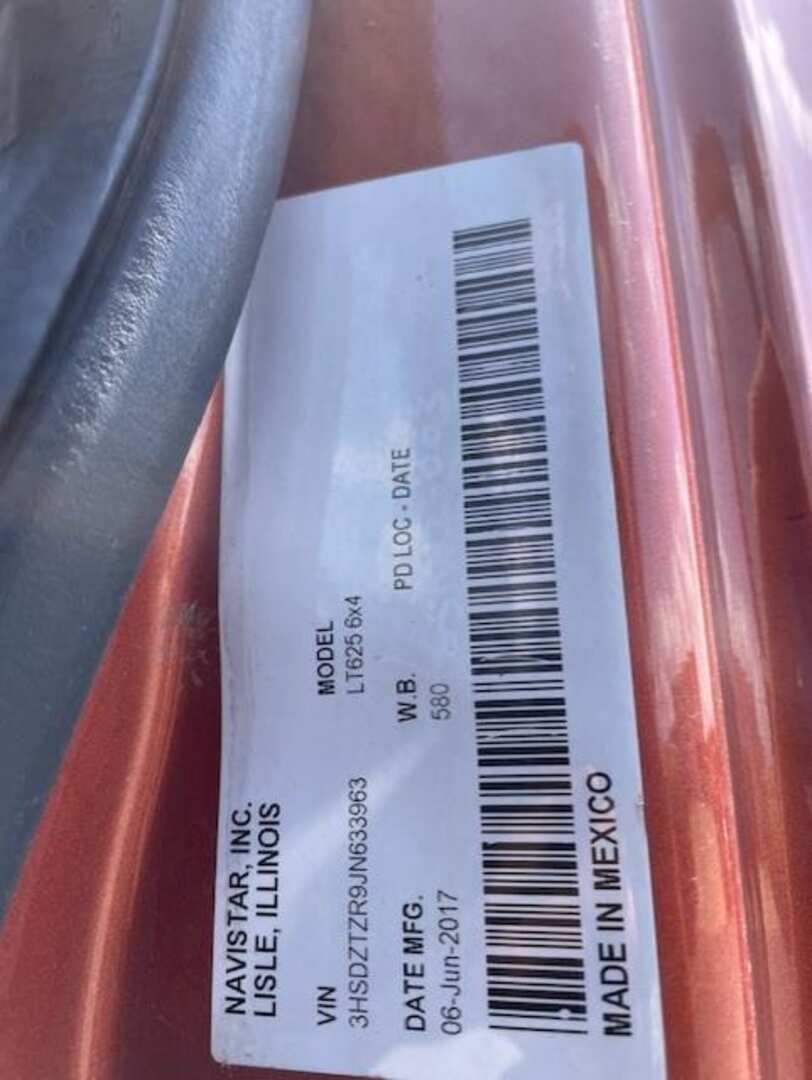 NAVISTAR, INC.
LISLE, ILLINOIS
VIN MODEL
3HSDZTZR9JN633963 LT625 6x4
DATE MFG. W.B. PD LOC - DATE
06-Jun-2017 580
MADE IN MEXICO